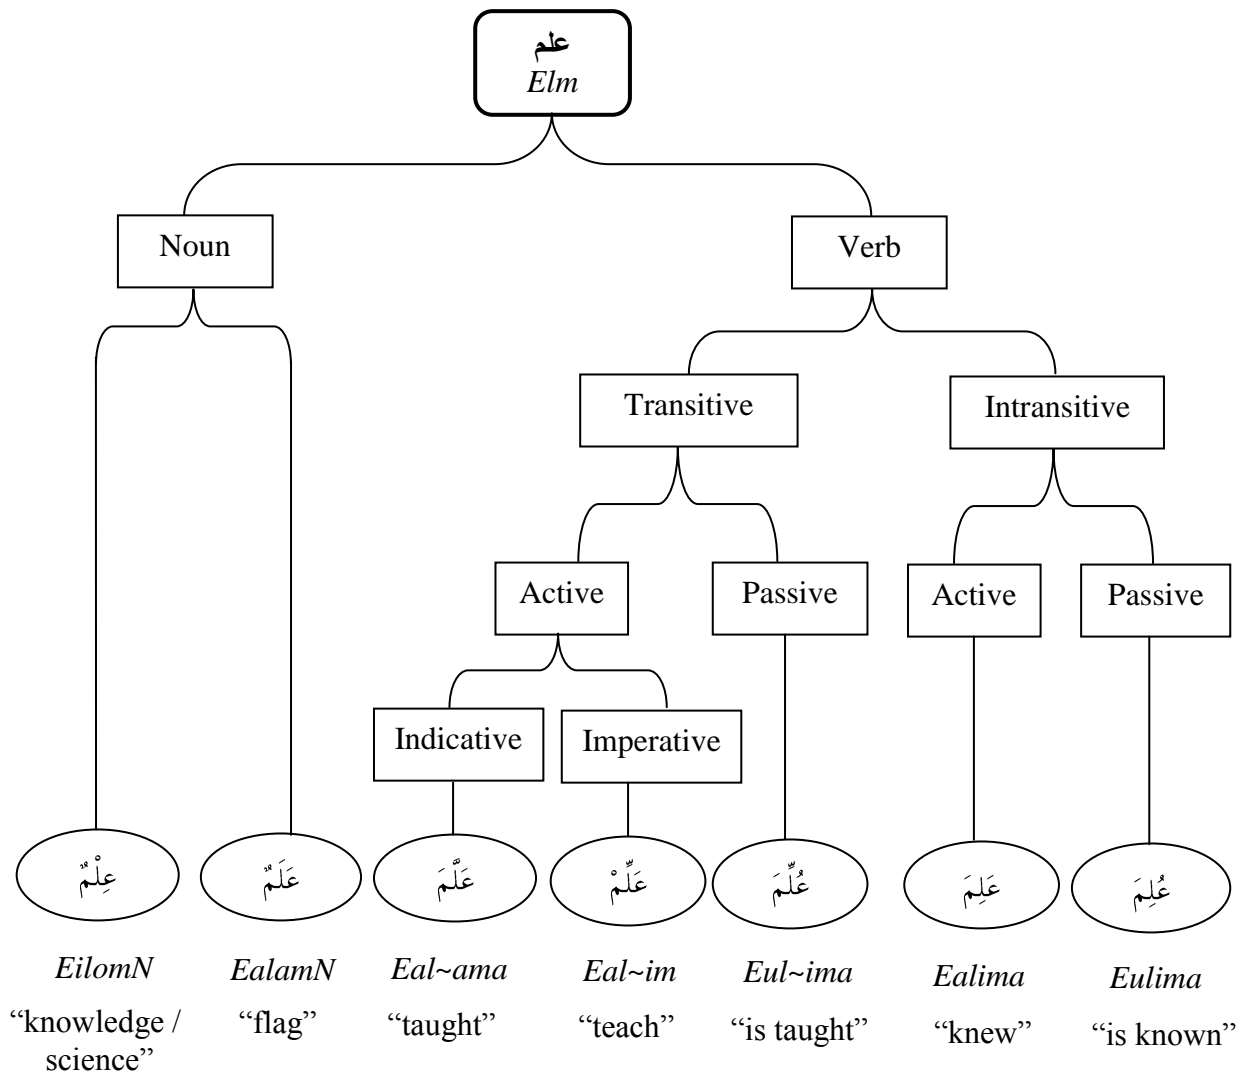 علم
Elm
Noun
Verb
Transitive
Intransitive
Active
Passive
Active
Passive
Indicative
Imperative
عِلْمٌ
عَلَمٌ
عَلَّمَ
عَلِّمْ
عُلِّمَ
عَلِمَ
عُلِمَ
EilomN
EalamN
Eal~ama
Eal~im
Eul~ima
Ealima
Eulima
“knowledge /
science”
“flag”
“taught”
“teach”
“is taught”
“knew”
“is known”